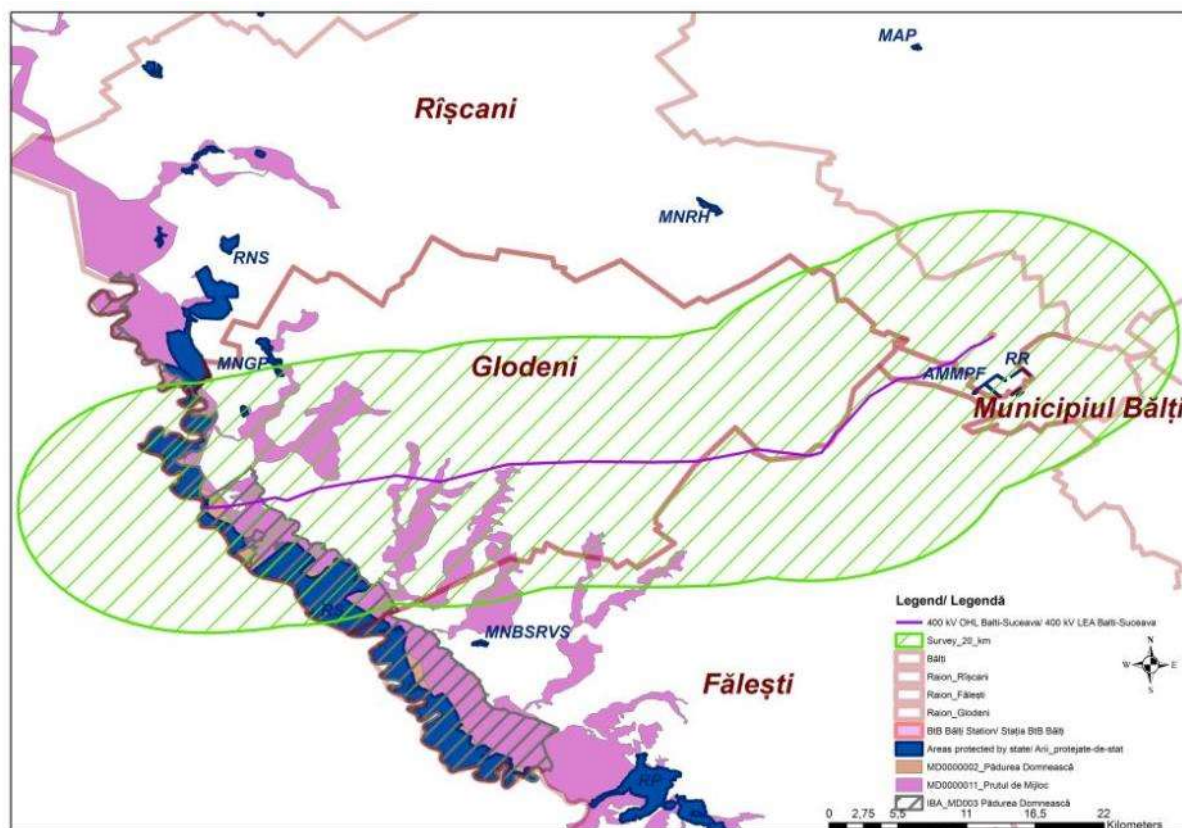 MAP
Rîșcani
MNRH
RNS
MNGP
Glodeni
RR
AMMPF
Municipiul Bălți
RS
MNBSRVS
Fălești
RP
Legend/ Legendă
400 kV OHL Balti-Suceava/ 400 kV LEA Balti-Suceava
Survey_20_km
Bălți
Raion_Rîșcani
Raion_Fălești
Raion_Glodeni
BtB Bălți Station/ Stația BtB Bălți
Areas protected by state/ Arii_protejate-de-stat
MD0000002_Pădurea Domnească
MD0000011_Prutul de Mijloc
IBA_MD003 Pădurea Domnească
N
W E
S
0 2,75 5,5 11 16,5 22
Kilometers